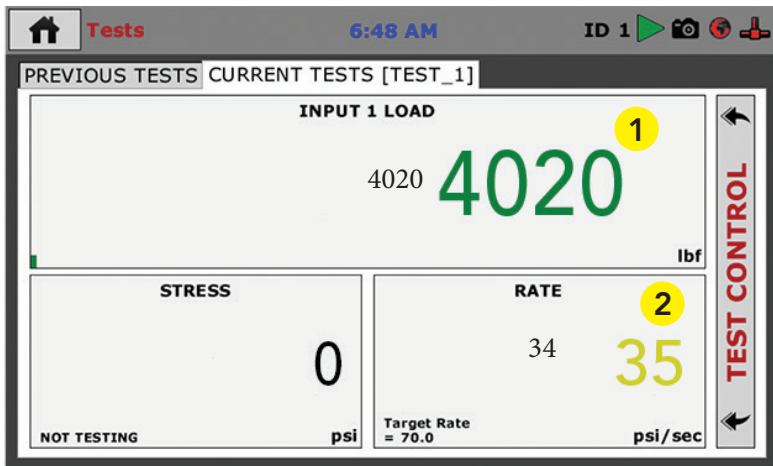 Tests 6:48 AM ID 1
PREVIOUS TESTS CURRENT TESTS [TEST_1]
INPUT 1 LOAD
1
4020 4020
lbf
STRESS
0
NOT TESTING psi
RATE
2
34 35
Target Rate
= 70.0 psi/sec
TEST CONTROL